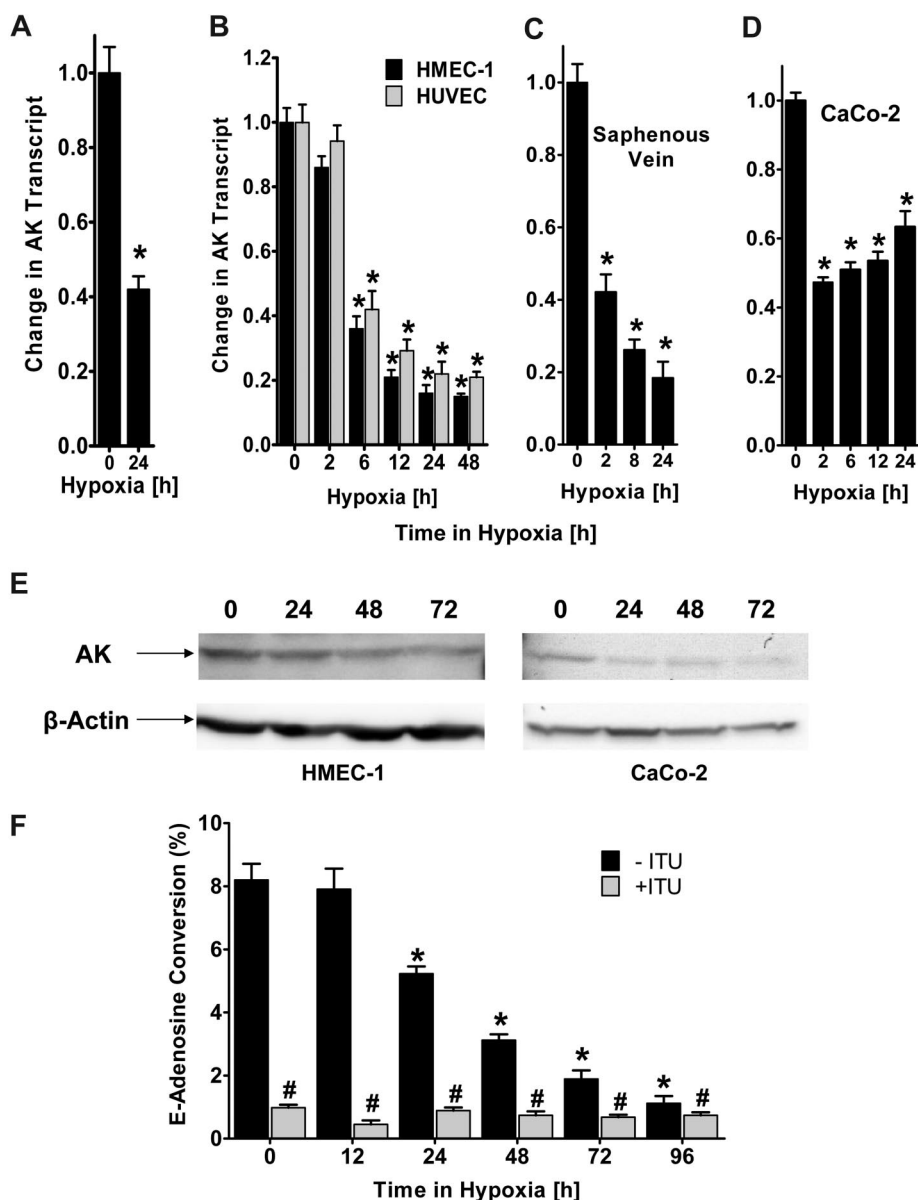 A
Change in AK Transcript
1.0
0.8
0.6
0.4
0.2
0.0
*
0 24
Hypoxia [h]
B
Change in AK Transcript
1.2
1.0
0.8
0.6
0.4
0.2
0.0
HMEC-1
HUVEC
* *
* *
* *
* *
0 2 6 12 24 48
Hypoxia [h]
C
1.0
0.8
0.6
0.4
0.2
0.0
Saphenous
Vein
*
*
*
0 2 8 24
Hypoxia [h]
D
1.0
0.8
0.6
0.4
0.2
0.0
CaCo-2
* * * *
0 2 6 12 24
Hypoxia [h]
Time in Hypoxia [h]
E
0 24 48 72
0 24 48 72
AK
β-Actin
HMEC-1
CaCo-2
F
E-Adenosine Conversion (%)
10
8
6
4
2
0
- ITU
+ITU
*
*
*
*
# # # # # #
0 12 24 48 72 96
Time in Hypoxia [h]